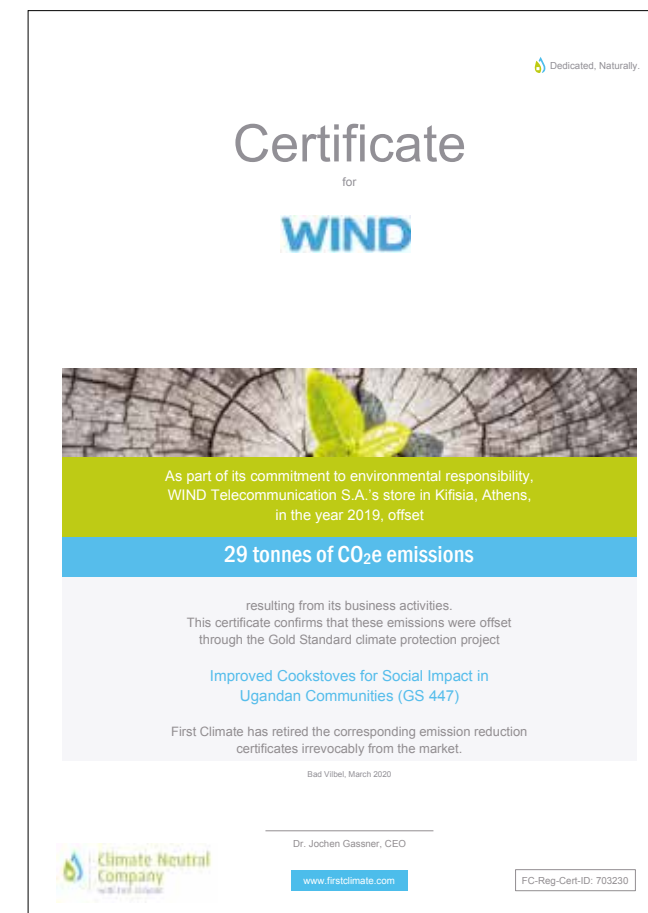 Dedicated, Naturally.
Certificate
for
WIND
As part of its commitment to environmental responsibility,
WIND Telecommunication S.A.'s store in Kifisia, Athens,
in the year 2019, offset
29 tonnes of CO₂e emissions
resulting from its business activities.
This certificate confirms that these emissions were offset
through the Gold Standard climate protection project
Improved Cookstoves for Social Impact in
Ugandan Communities (GS 447)
First Climate has retired the corresponding emission reduction
certificates irrevocably from the market.
Bad Vilbel, March 2020
Dr. Jochen Gassner, CEO
Climate Neutral
Company
with first climate
www.firstclimate.com
FC-Reg-Cert-ID: 703230